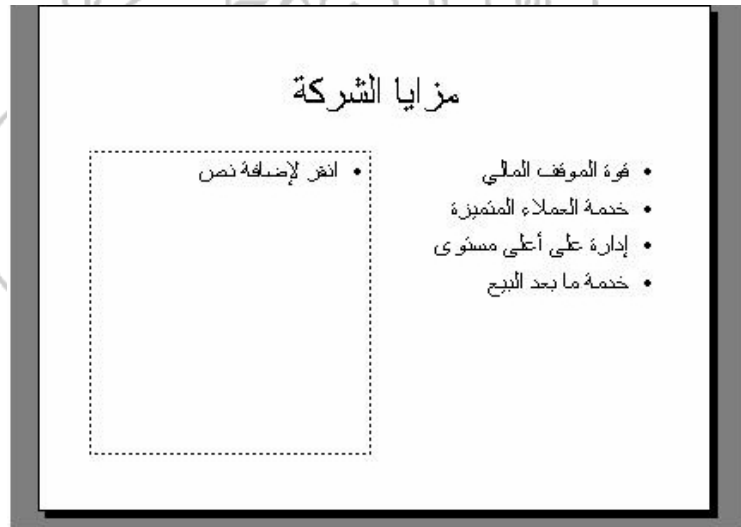 مزايا الشركة
• قوة الموقف المالي
• خدمة العملاء المتميزة
• إدارة على أعلى مستوى
• خدمة ما بعد البيع
• انقر لإضافة نص